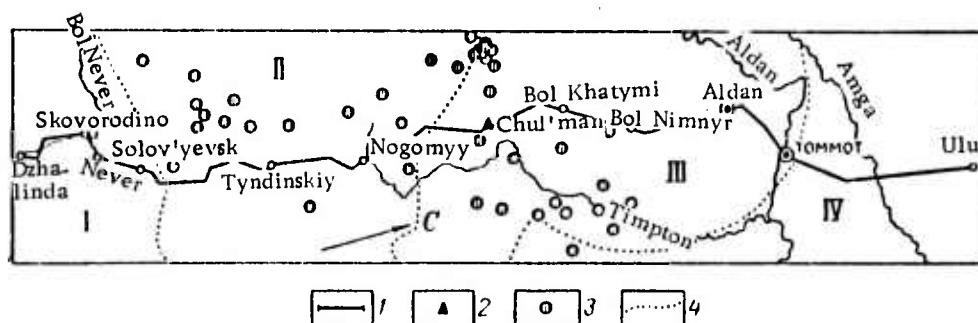 Bol Never
II
Aldan
Amga
Skovorodino
Bol Khatymi
Aldan
Solov'yevsk
Nogomyy
Chul'man
Bol Nimnyr
TOMMOT
Ulu
Dzha-
linda
Never
Tyndinskiy
III
I
C
Timpton
IV
1
2
3
4